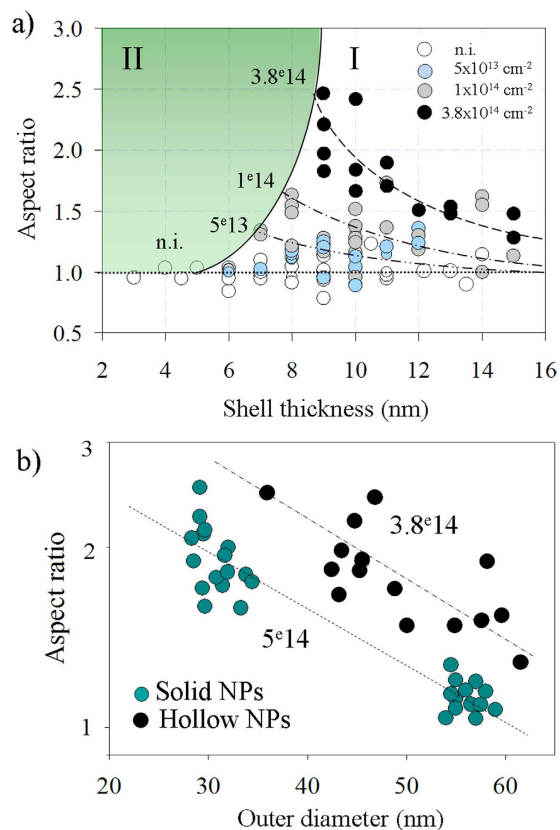 a)
3.0
2.5
2.0
1.5
1.0
0.5
Aspect ratio
II
I
n.i.
5x10¹³ cm⁻²
1x10¹⁴ cm⁻²
3.8x10¹⁴ cm⁻²
3.8ᵉ14
1ᵉ14
5ᵉ13
n.i.
2 4 6 8 10 12 14 16
Shell thickness (nm)
b)
3
2
1
Aspect ratio
3.8ᵉ14
5ᵉ14
Solid NPs
Hollow NPs
20 30 40 50 60
Outer diameter (nm)